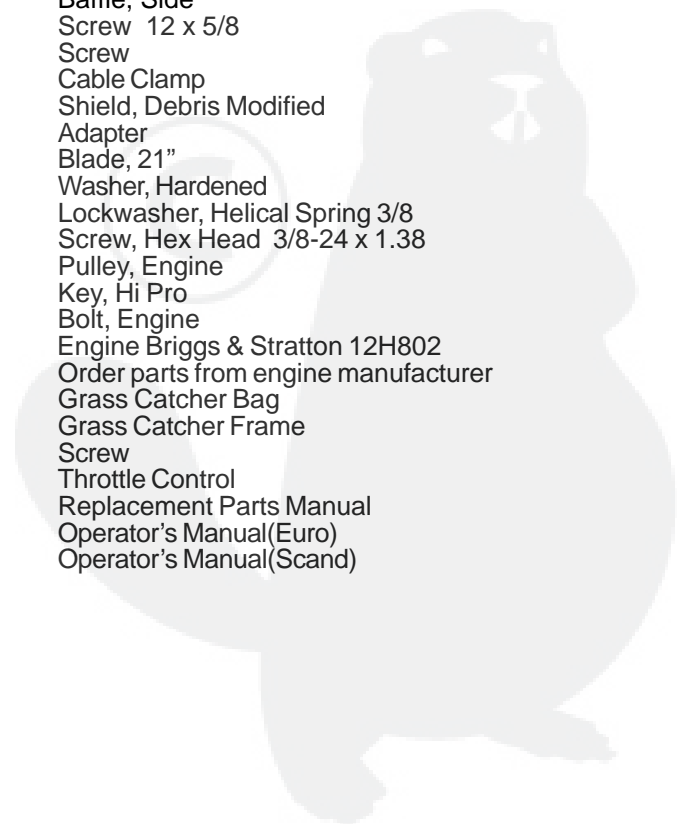 Baffle, Side
Screw  12 x 5/8
Screw
Cable Clamp
Shield, Debris Modified
Adapter
Blade, 21”
Washer, Hardened
Lockwasher, Helical Spring 3/8
Screw, Hex Head  3/8-24 x 1.38
Pulley, Engine
Key, Hi Pro
Bolt, Engine
Engine Briggs & Stratton 12H802
Order parts from engine manufacturer
Grass Catcher Bag
Grass Catcher Frame
Screw
Throttle Control
Replacement Parts Manual
Operator’s Manual(Euro)
Operator’s Manual(Scand)
©